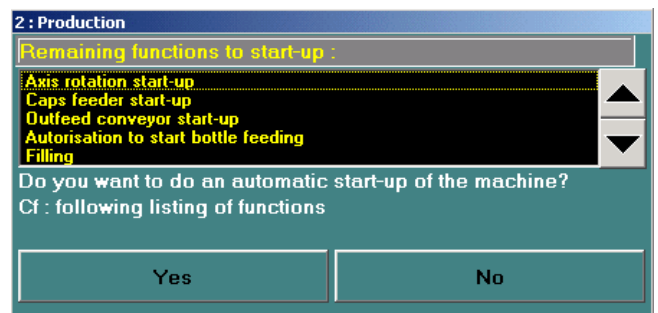 2 : Production
Remaining functions to start-up :
Axis rotation start-up
Caps feeder start-up
Outfeed conveyor start-up
Autorisation to start bottle feeding
Filling
Do you want to do an automatic start-up of the machine?
Cf : following listing of functions
Yes
No